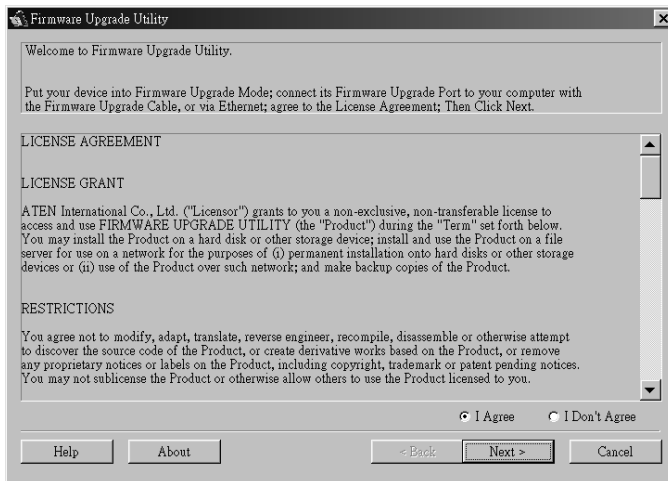 Firmware Upgrade Utility
Welcome to Firmware Upgrade Utility.
Put your device into Firmware Upgrade Mode; connect its Firmware Upgrade Port to your computer with
the Firmware Upgrade Cable, or via Ethernet; agree to the License Agreement; Then Click Next.
LICENSE AGREEMENT
LICENSE GRANT
ATEN International Co., Ltd. ("Licensor") grants to you a non-exclusive, non-transferable license to
access and use FIRMWARE UPGRADE UTILITY (the "Product") during the "Term" set forth below.
You may install the Product on a hard disk or other storage device; install and use the Product on a file
server for use on a network for the purposes of (i) permanent installation onto hard disks or other storage
devices or (ii) use of the Product over such network; and make backup copies of the Product.
RESTRICTIONS
You agree not to modify, adapt, translate, reverse engineer, recompile, disassemble or otherwise attempt
to discover the source code of the Product, or create derivative works based on the Product, or remove
any proprietary notices or labels on the Product, including copyright, trademark or patent pending notices.
You may not sublicense the Product or otherwise allow others to use the Product licensed to you.
I Agree I Don't Agree
Help About < Back Next > Cancel